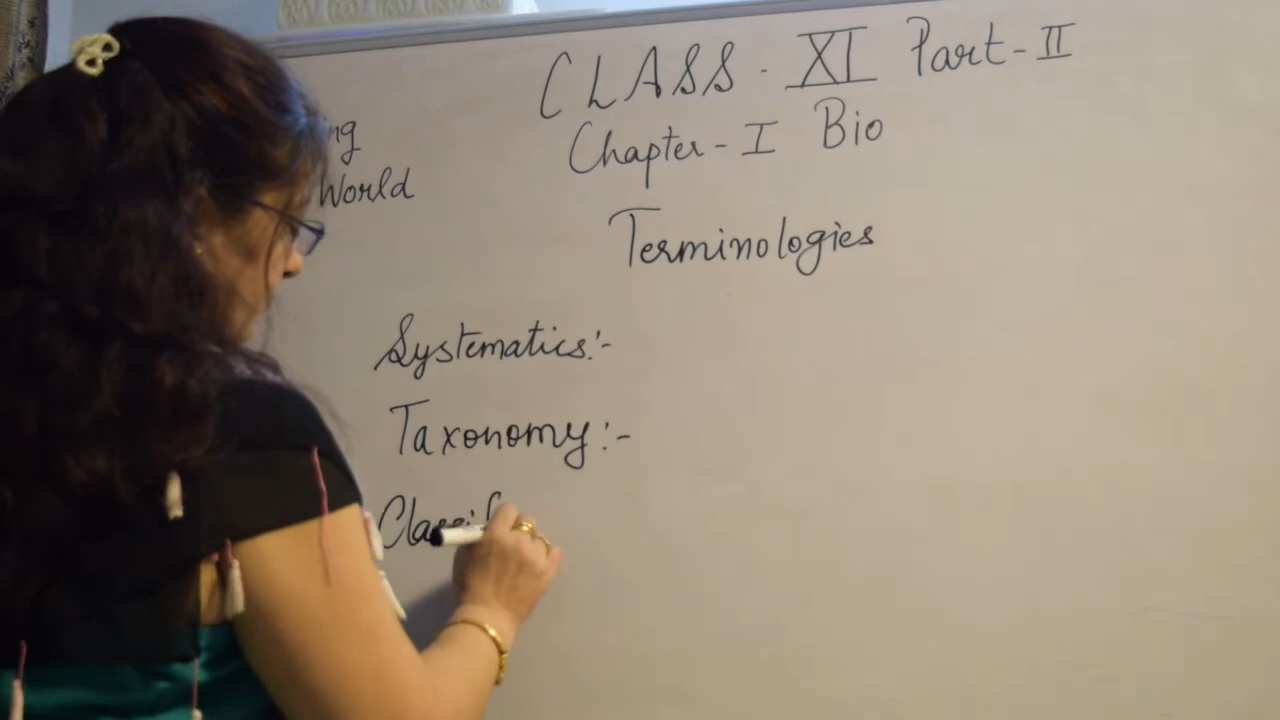 CLASS - XI Part - II
Chapter - I Bio
World
Terminologies
Systematics :-
Taxonomy :-